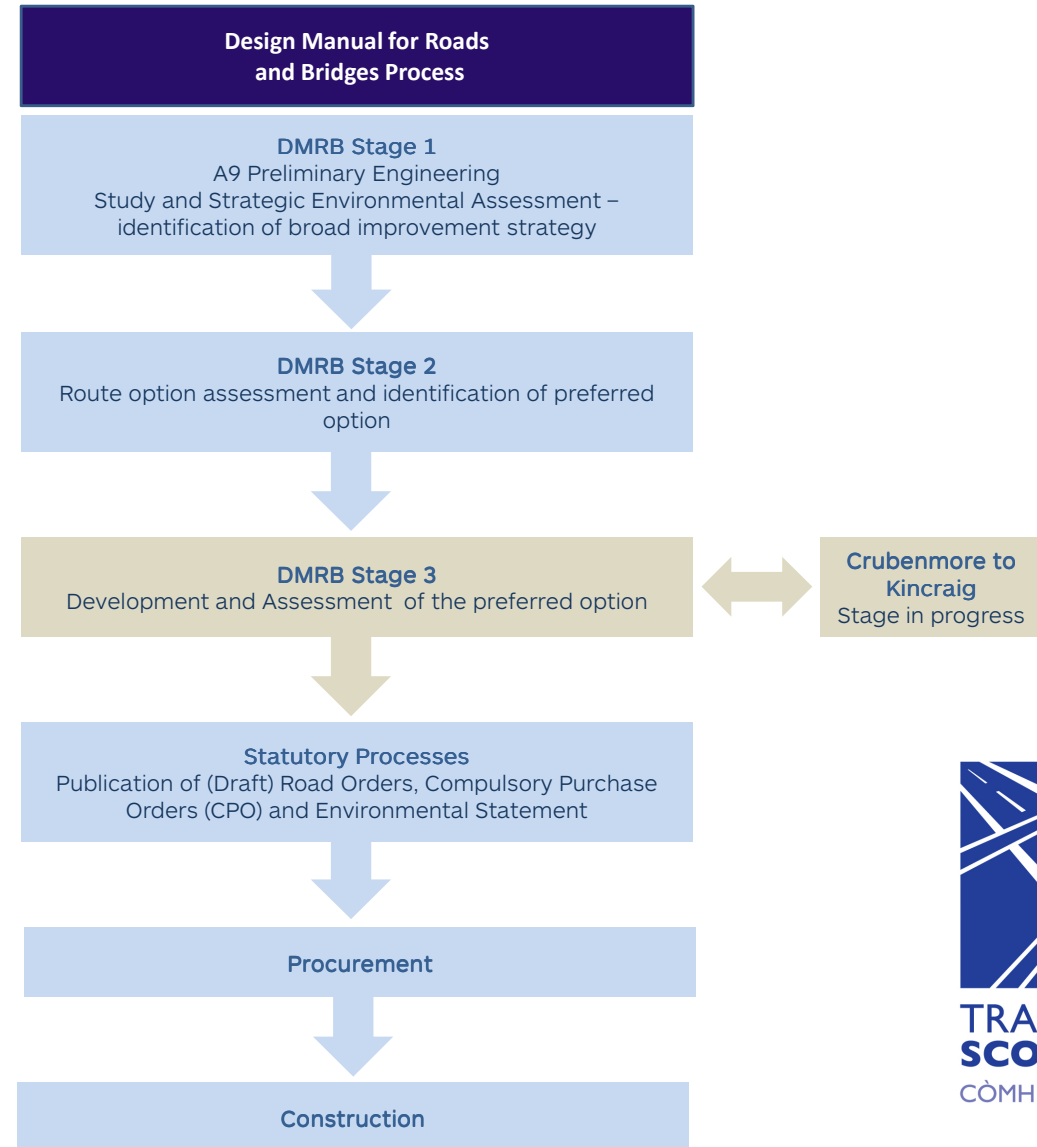 Design Manual for Roads
and Bridges Process
DMRB Stage 1
A9 Preliminary Engineering
Study and Strategic Environmental Assessment –
identification of broad improvement strategy
DMRB Stage 2
Route option assessment and identification of preferred
option
DMRB Stage 3
Development and Assessment of the preferred option
Crubenmore to
Kincraig
Stage in progress
Statutory Processes
Publication of (Draft) Road Orders, Compulsory Purchase
Orders (CPO) and Environmental Statement
Procurement
Construction
TRA
SCO
CÒMH